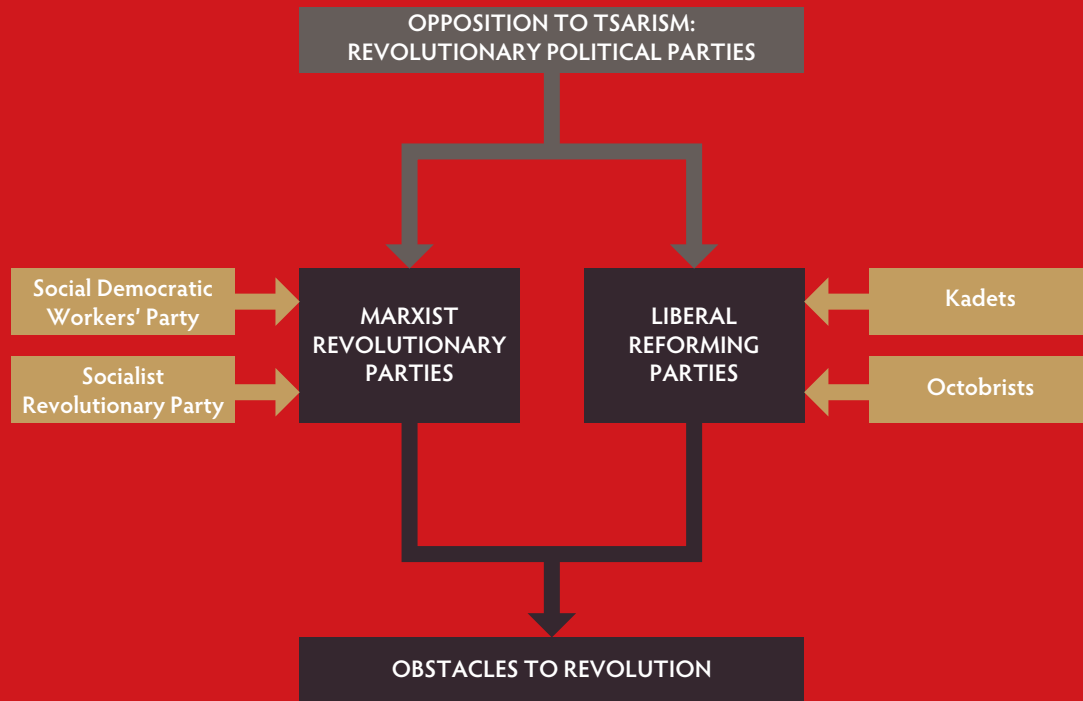 OPPOSITION TO TSARISM:
REVOLUTIONARY POLITICAL PARTIES
Social Democratic
Workers' Party
Socialist
Revolutionary Party
MARXIST
REVOLUTIONARY
PARTIES
LIBERAL
REFORMING
PARTIES
Kadets
Octobrists
OBSTACLES TO REVOLUTION